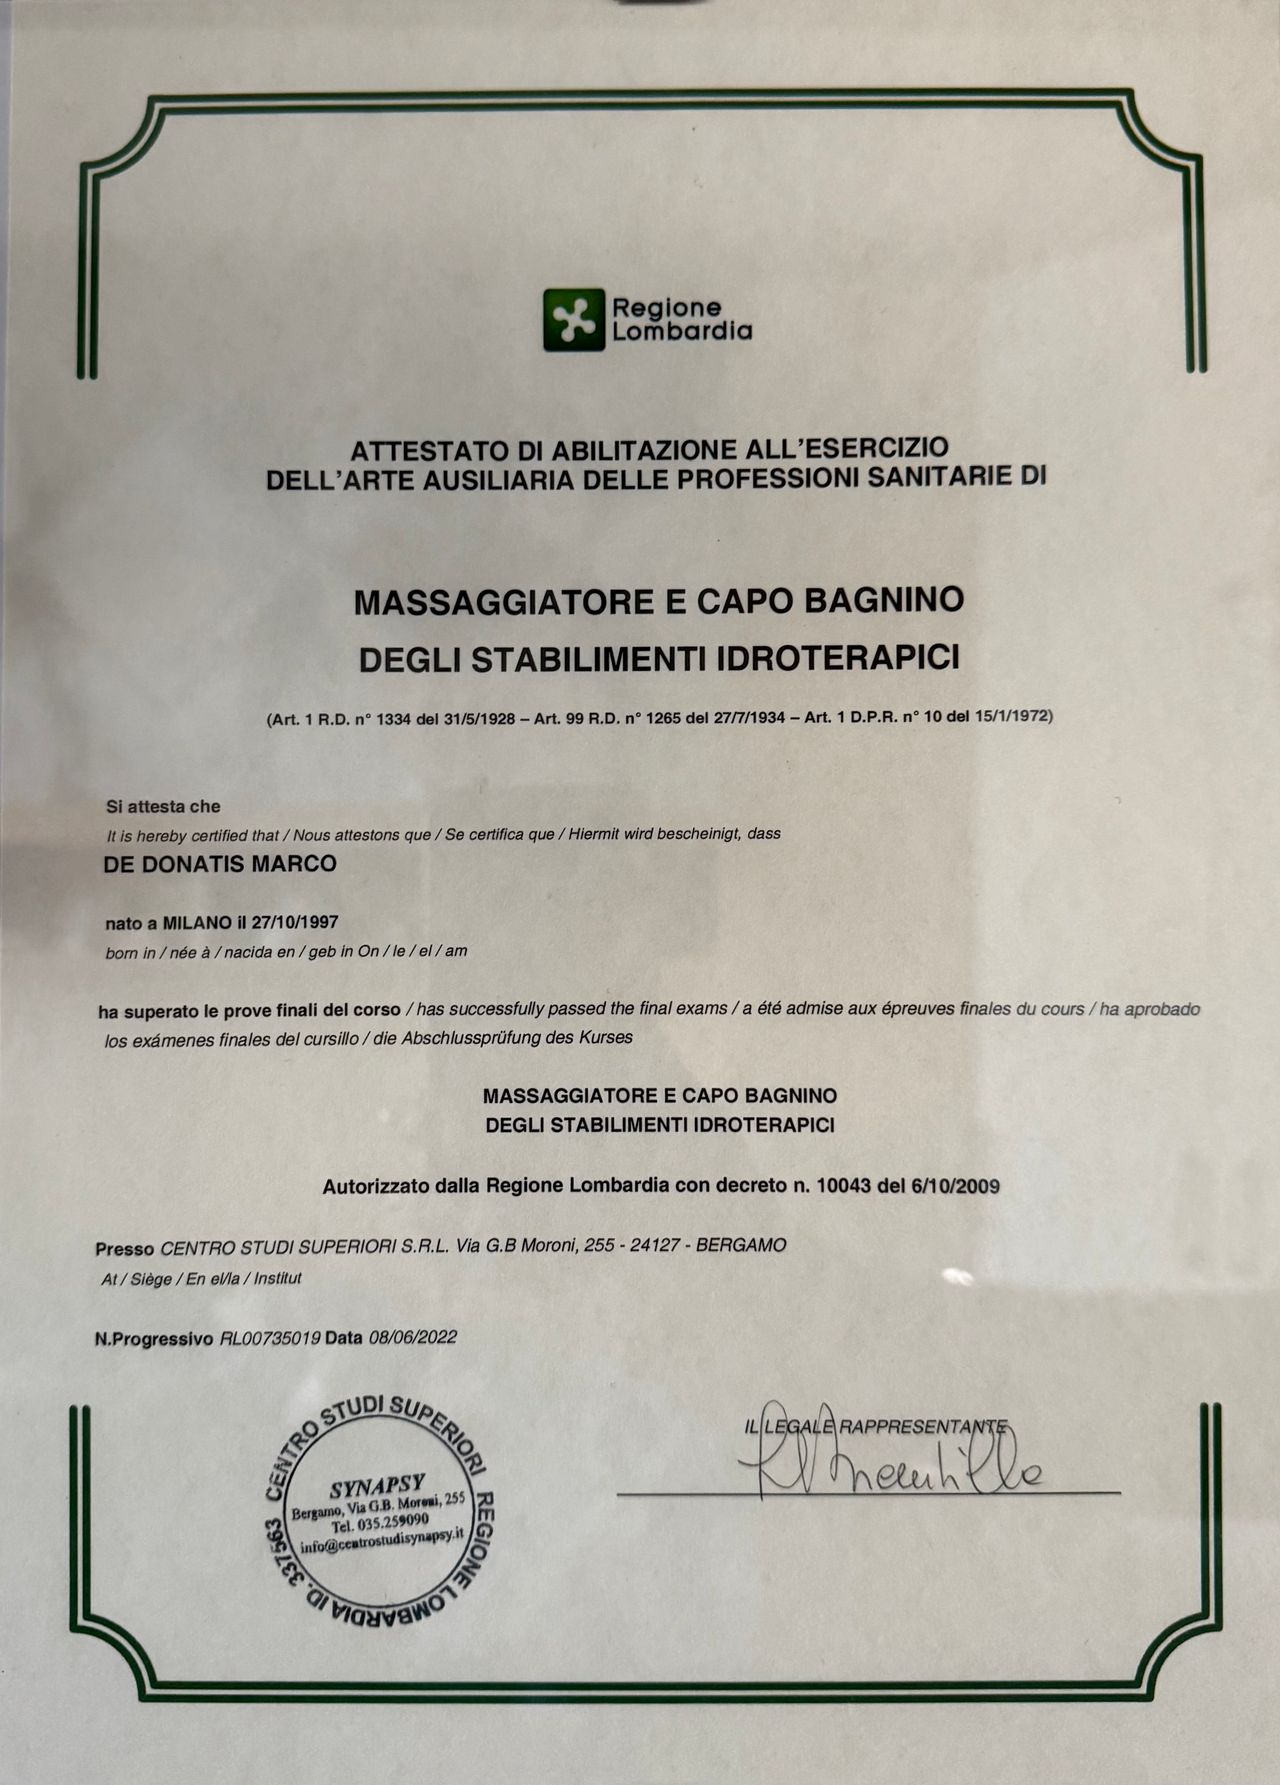 Regione
Lombardia
ATTESTATO DI ABILITAZIONE ALL'ESERCIZIO
DELL'ARTE AUSILIARIA DELLE PROFESSIONI SANITARIE DI
MASSAGGIATORE E CAPO BAGNINO
DEGLI STABILIMENTI IDROTERAPICI
(Art. 1 R.D. n° 1334 del 31/5/1928 – Art. 99 R.D. n° 1265 del 27/7/1934 – Art. 1 D.P.R. n° 10 del 15/1/1972)
Si attesta che
It is hereby certified that / Nous attestons que / Se certifica que / Hiermit wird bescheinigt, dass
DE DONATIS MARCO
nato a MILANO il 27/10/1997
born in / née à / nacida en / geb in On / le / el / am
ha superato le prove finali del corso / has successfully passed the final exams / a été admise aux épreuves finales du cours / ha aprobado
los exámenes finales del cursillo / die Abschlussprüfung des Kurses
MASSAGGIATORE E CAPO BAGNINO
DEGLI STABILIMENTI IDROTERAPICI
Autorizzato dalla Regione Lombardia con decreto n. 10043 del 6/10/2009
Presso CENTRO STUDI SUPERIORI S.R.L. Via G.B Moroni, 255 - 24127 - BERGAMO
At / Siège / En el/la / Institut
N.Progressivo RL00735019 Data 08/06/2022
CENTRO STUDI SUPERIORI REGIONE LOMBARDIA ID. 337563
SYNAPSY
Bergamo, Via G.B. Moroni, 255
Tel. 035.259090
info@centrostudisynapsy.it
IL LEGALE RAPPRESENTANTE